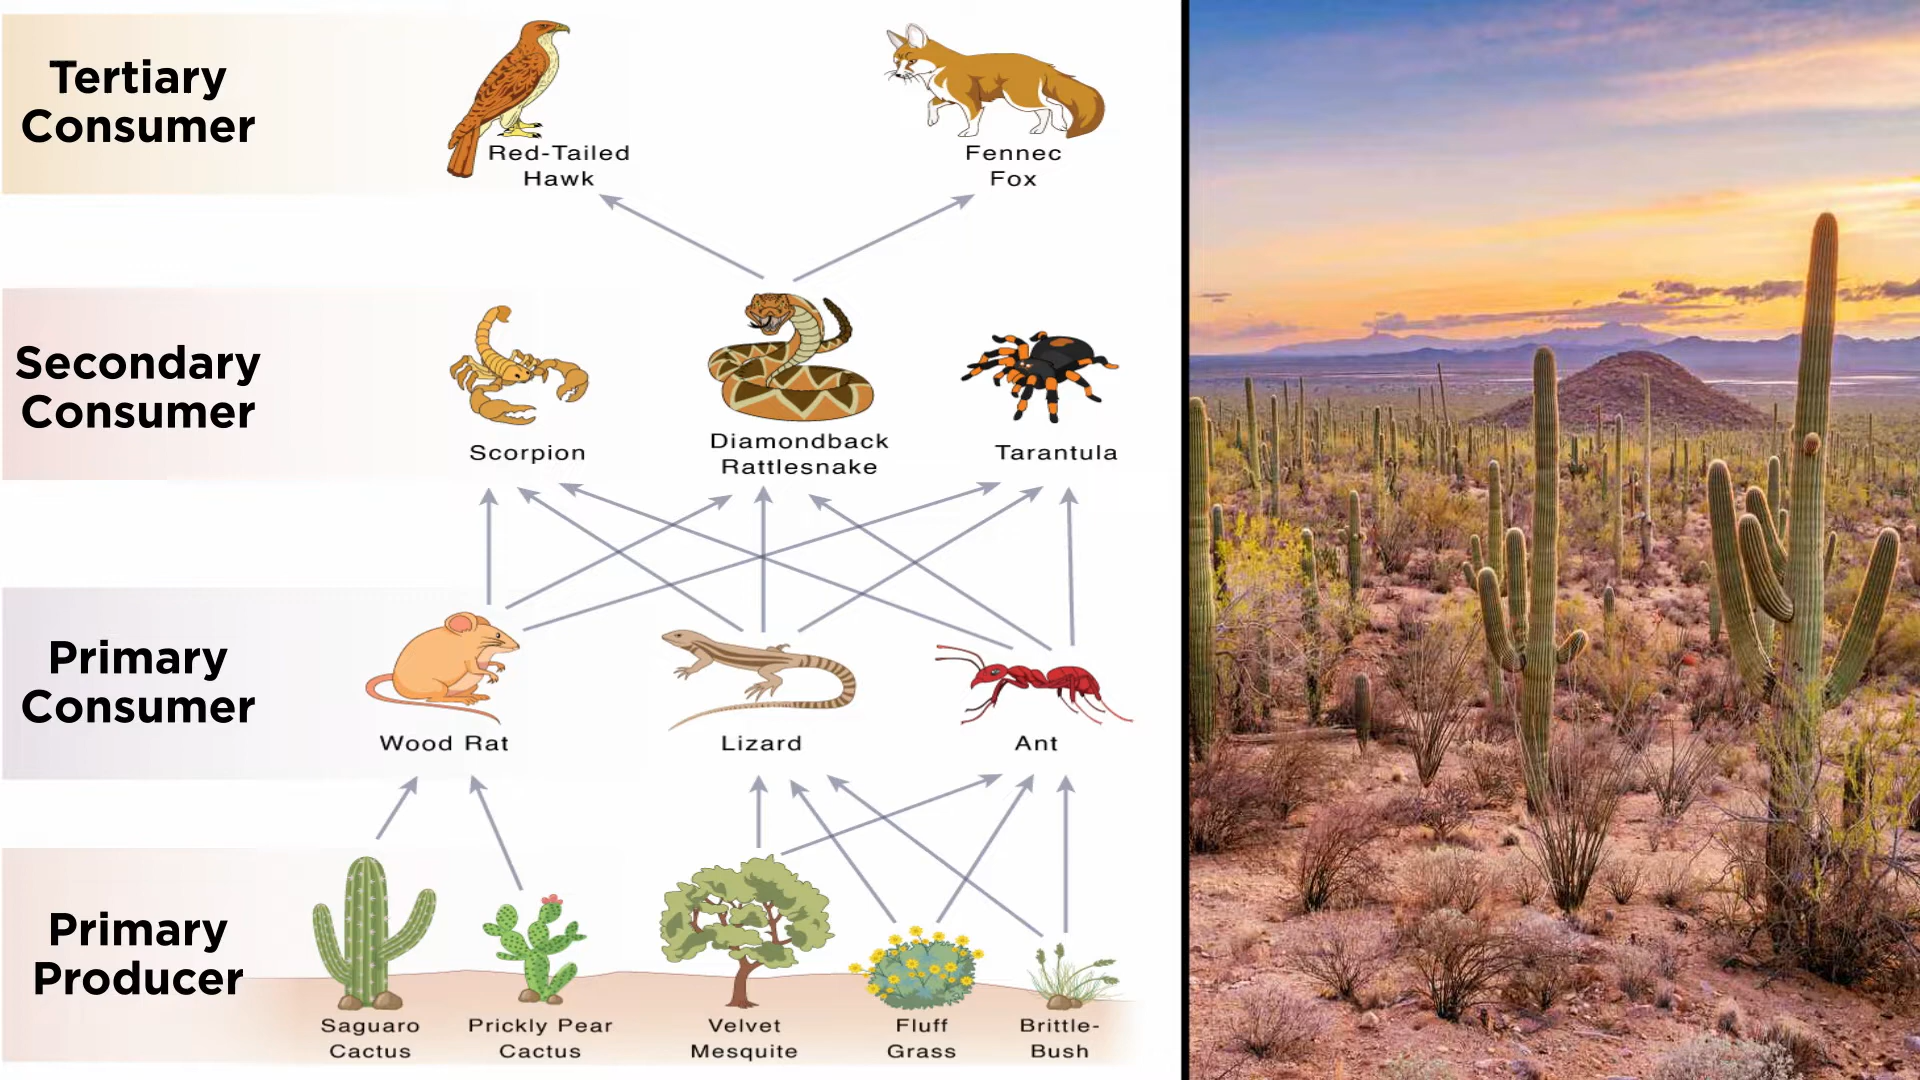 Tertiary
Consumer
Red-Tailed
Hawk
Fennec
Fox
Secondary
Consumer
Scorpion
Diamondback
Rattlesnake
Tarantula
Primary
Consumer
Wood Rat
Lizard
Ant
Primary
Producer
Saguaro
Cactus
Prickly Pear
Cactus
Velvet
Mesquite
Fluff
Grass
Brittle-
Bush